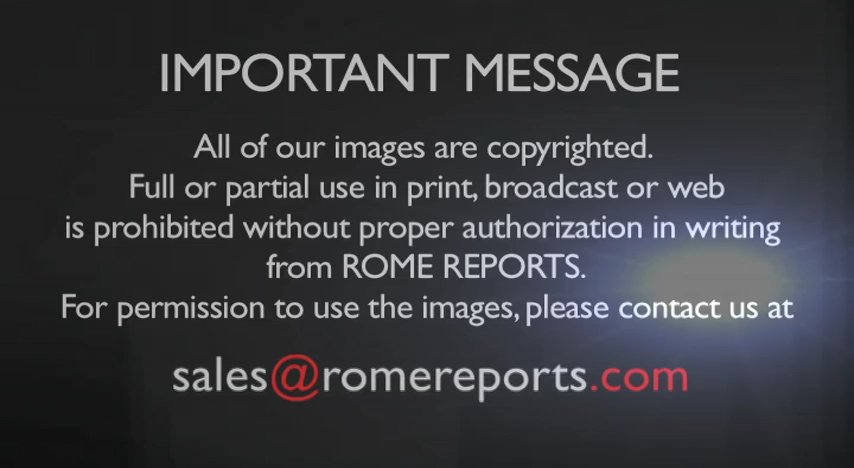 IMPORTANT MESSAGE
All of our images are copyrighted.
Full or partial use in print, broadcast or web
is prohibited without proper authorization in writing
from ROME REPORTS.
For permission to use the images, please contact us at
sales@romereports.com